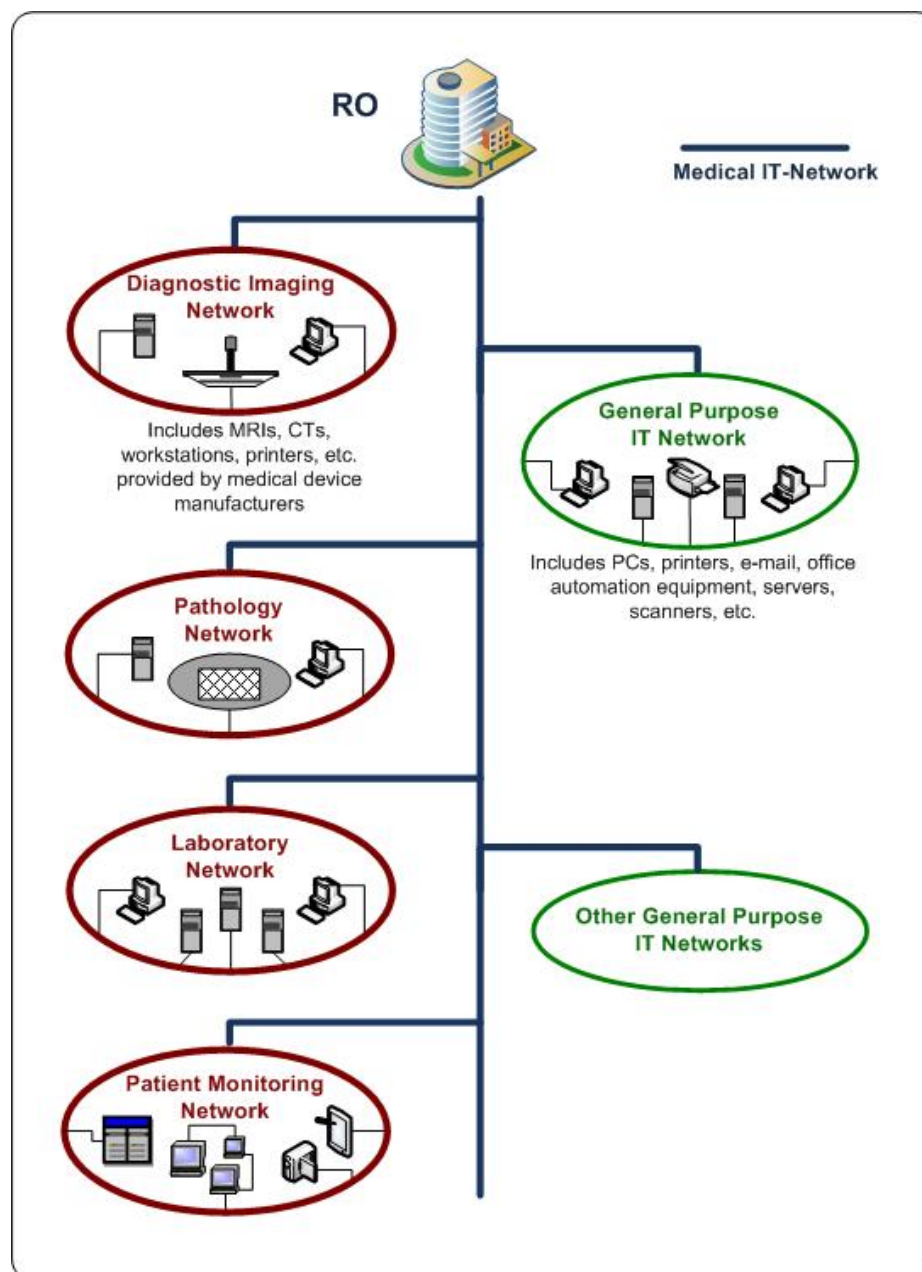 RO
Medical IT-Network
Diagnostic Imaging
Network
Includes MRIs, CTs,
workstations, printers, etc.
provided by medical device
manufacturers
General Purpose
IT Network
Includes PCs, printers, e-mail, office
automation equipment, servers,
scanners, etc.
Pathology
Network
Laboratory
Network
Other General Purpose
IT Networks
Patient Monitoring
Network